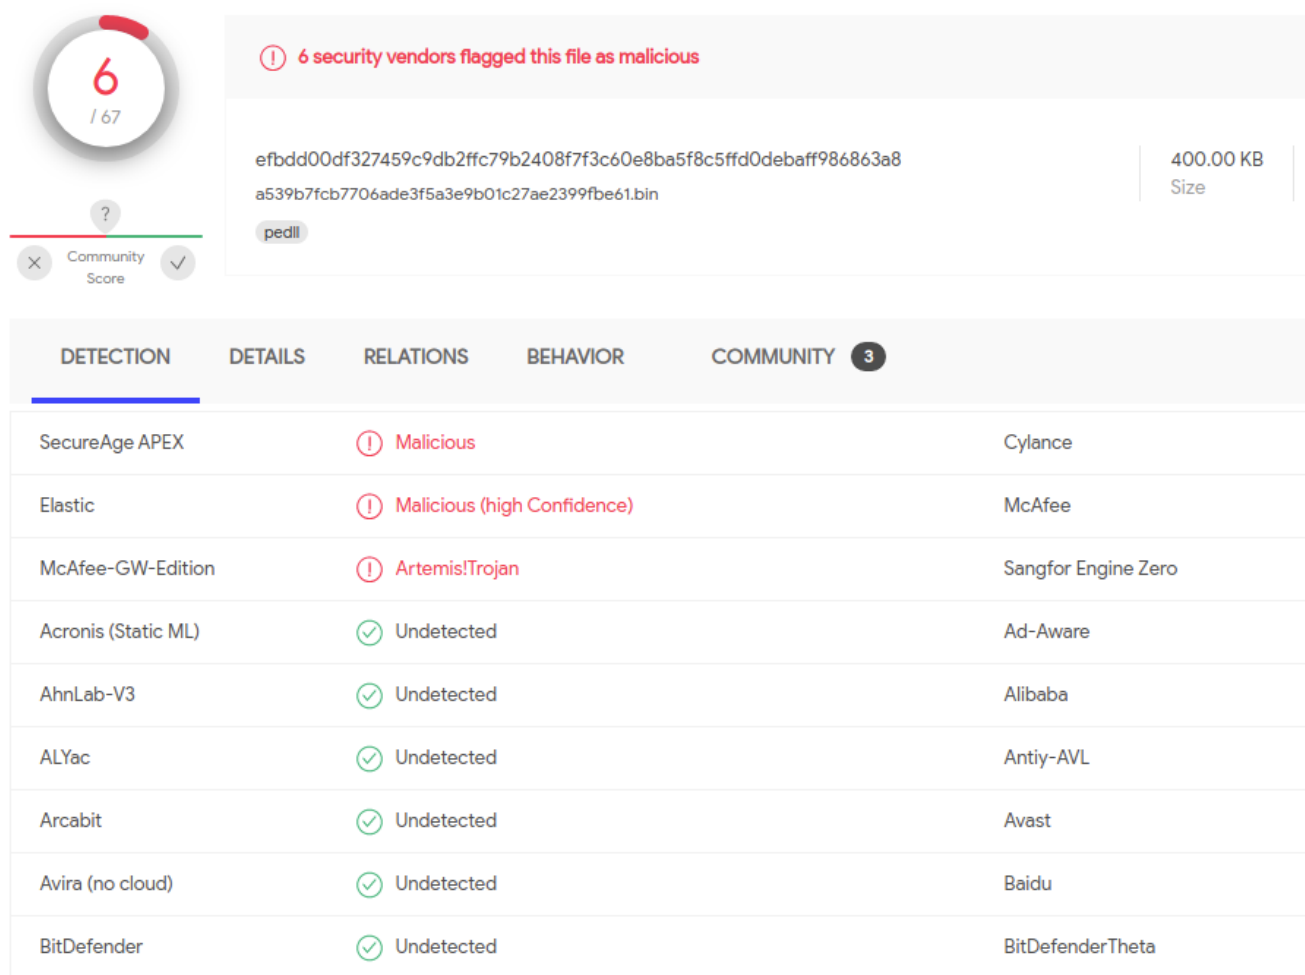 6
/ 67
?
Community
Score
6 security vendors flagged this file as malicious
efbdd00df327459c9db2ffc79b2408f7f3c60e8ba5f8c5ffd0debaff986863a8
a539b7fcb7706ade3f5a3e9b01c27ae2399fbe61.bin
pedll
400.00 KB
Size
DETECTION DETAILS RELATIONS BEHAVIOR COMMUNITY 3
SecureAge APEX Malicious Cylance
Elastic Malicious (high Confidence) McAfee
McAfee-GW-Edition Artemis!Trojan Sangfor Engine Zero
Acronis (Static ML) Undetected Ad-Aware
AhnLab-V3 Undetected Alibaba
ALYac Undetected Antiy-AVL
Arcabit Undetected Avast
Avira (no cloud) Undetected Baidu
BitDefender Undetected BitDefenderTheta